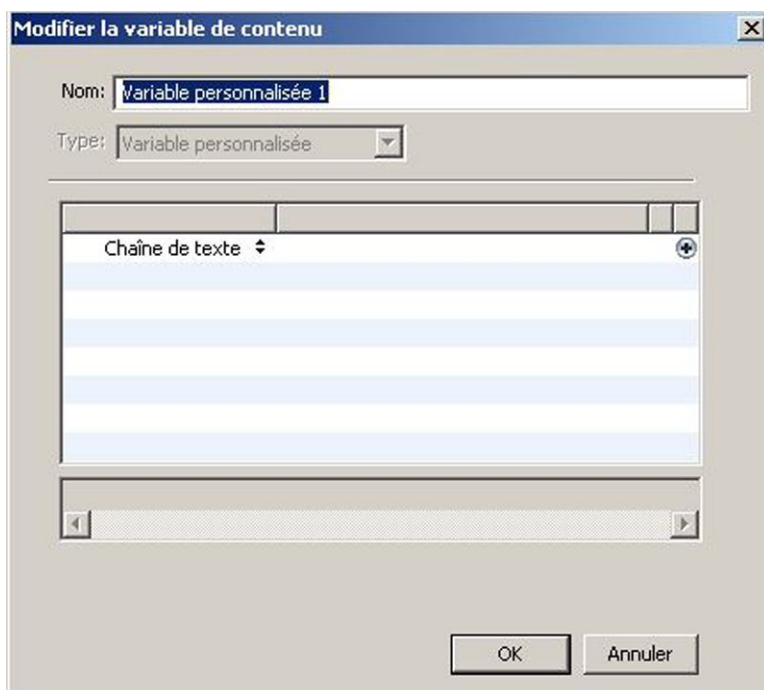 Modifier la variable de contenu
Nom: Variable personnalisée 1
Type: Variable personnalisée
Chaîne de texte
OK Annuler